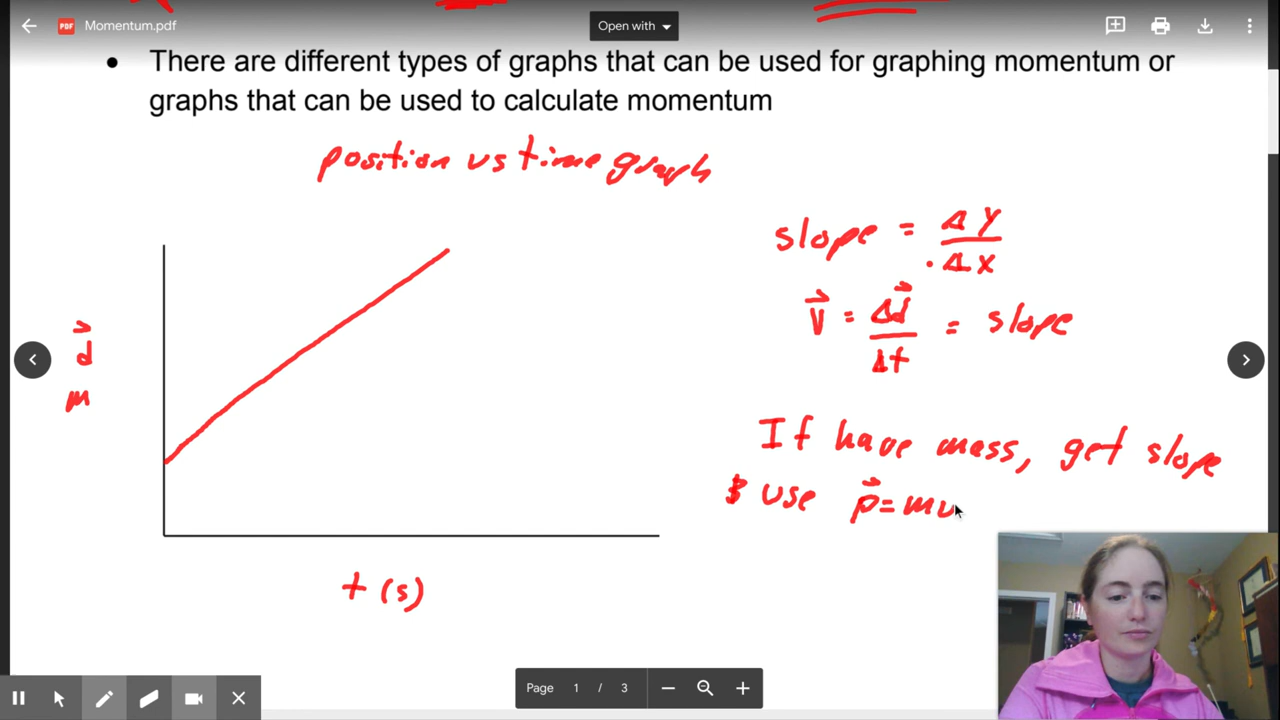 Momentum.pdf
Open with
There are different types of graphs that can be used for graphing momentum or
graphs that can be used to calculate momentum
position vs time graph
slope = Δy
Δx
v⃗ = Δd⃗ = slope
Δt
d⃗
m
If have mass, get slope
& use p⃗=mv
t (s)
Page 1 / 3